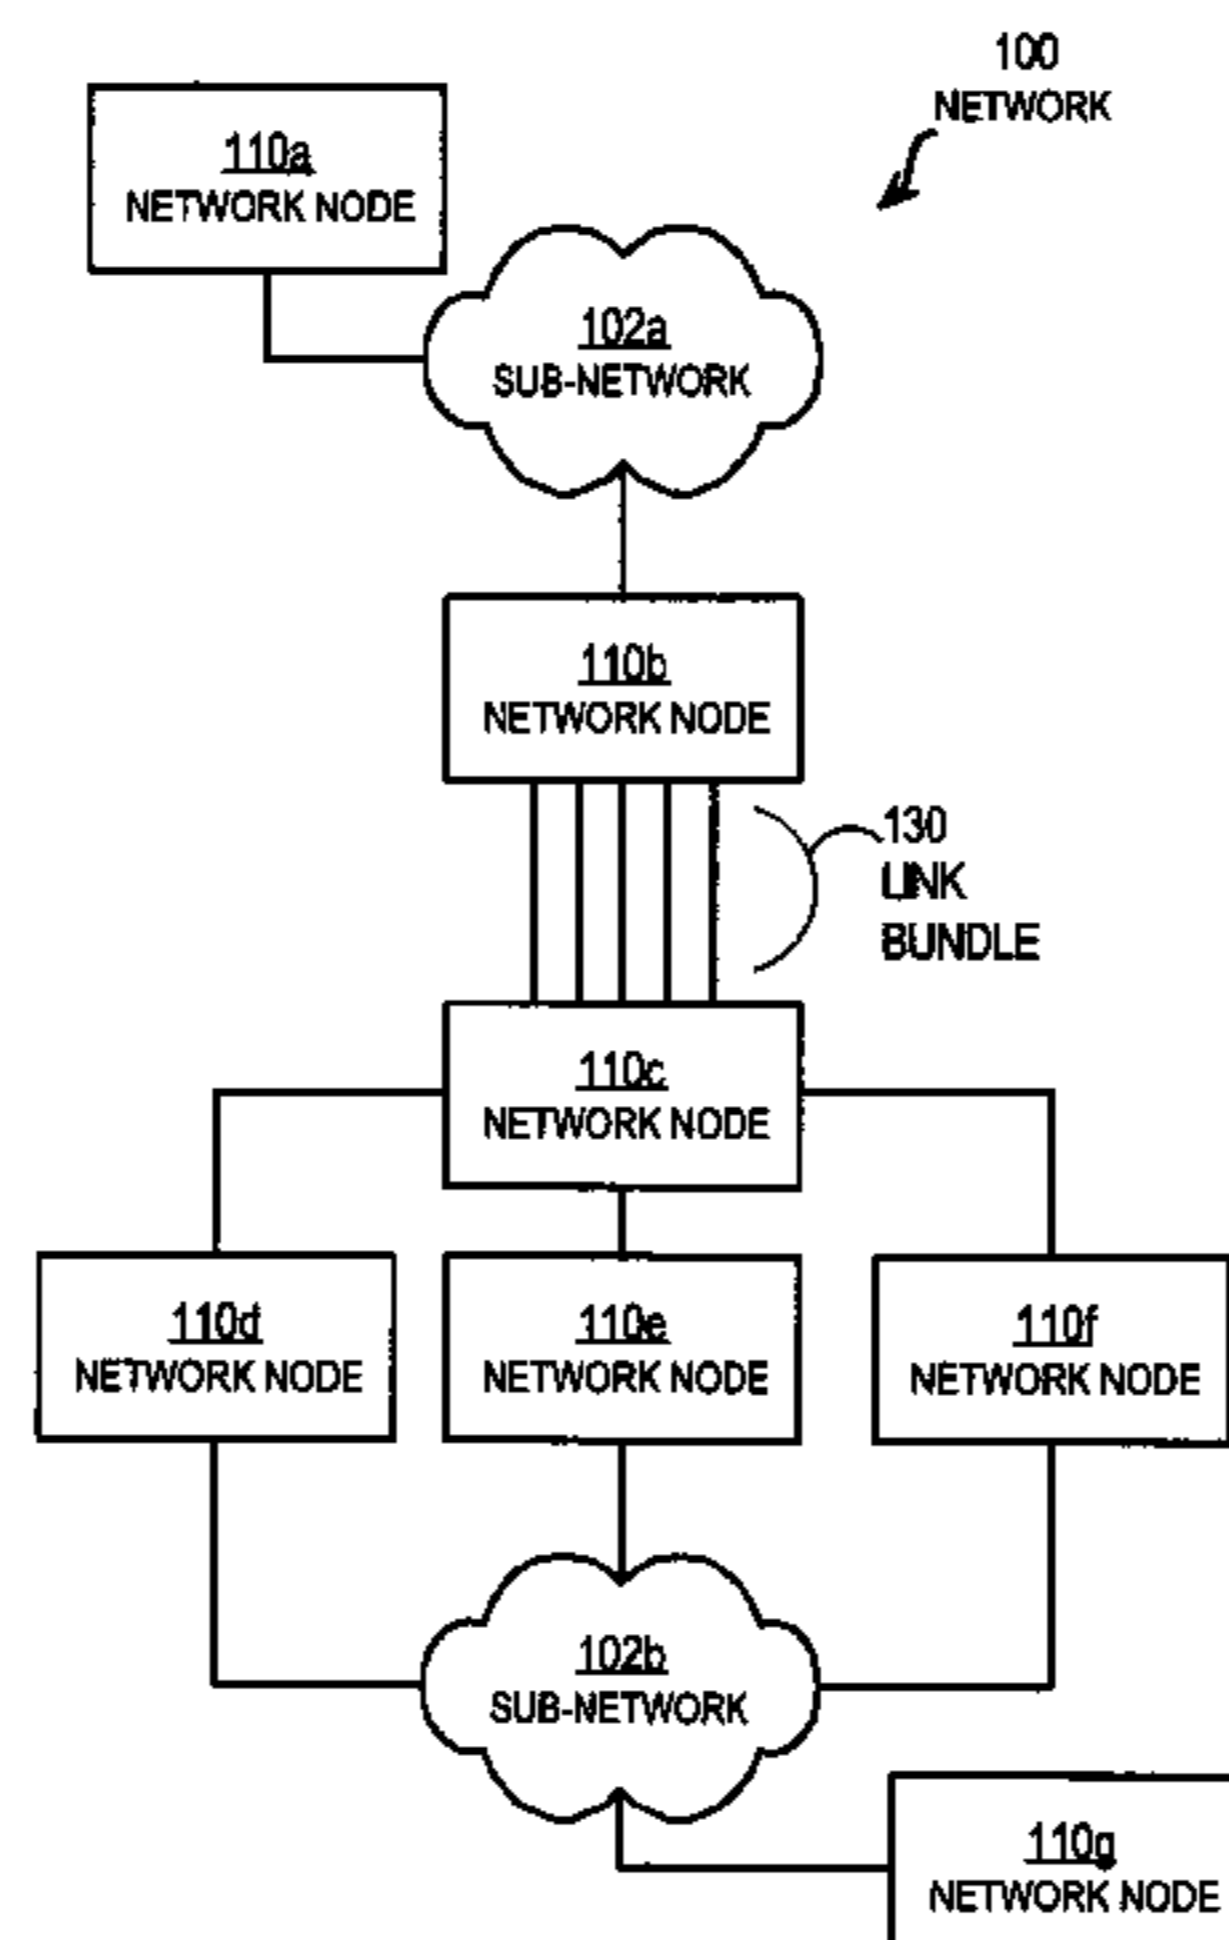 100
NETWORK
110a
NETWORK NODE
102a
SUB-NETWORK
110b
NETWORK NODE
130
LINK
BUNDLE
110c
NETWORK NODE
110d
NETWORK NODE
110e
NETWORK NODE
110f
NETWORK NODE
102b
SUB-NETWORK
110g
NETWORK NODE